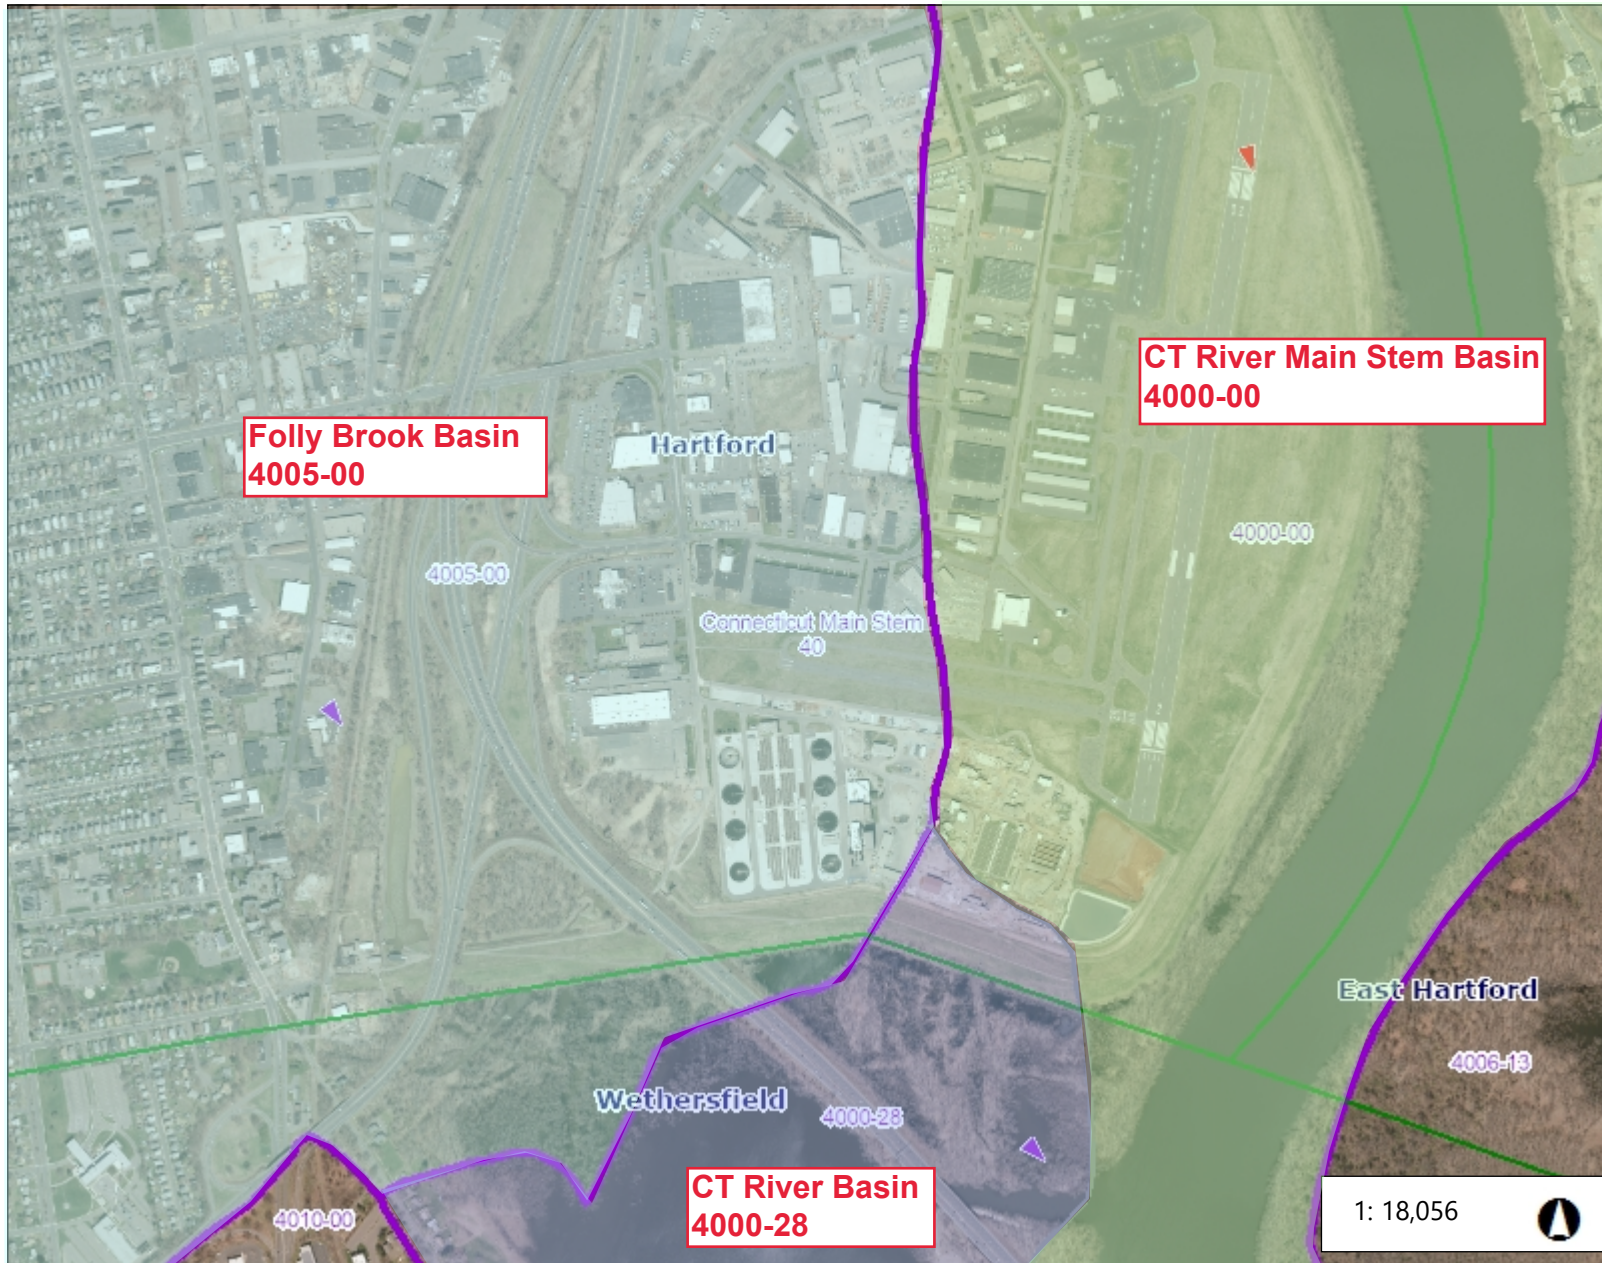 CT River Main Stem Basin
4000-00
Folly Brook Basin
4005-00
Hartford
4000-00
4005-00
Connecticut Main Stem
40
East Hartford
4006-13
Wethersfield
4000-28
CT River Basin
4000-28
4010-00
1: 18,056